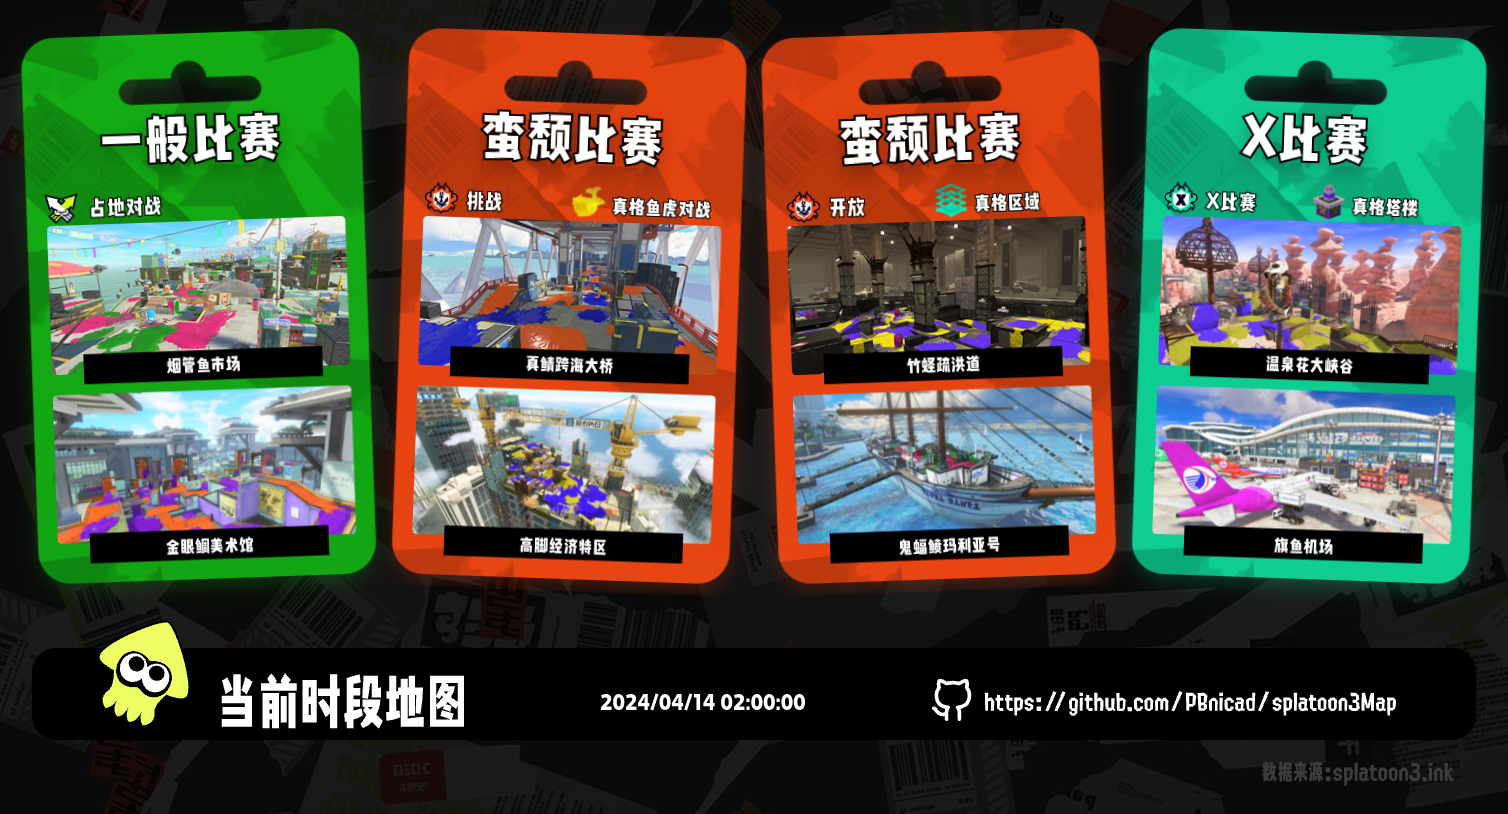 一般比赛
占地对战
烟管鱼市场
金眼鲷美术馆
蛮颓比赛
挑战
真格鱼虎对战
真鲭跨海大桥
高脚经济特区
蛮颓比赛
开放
真格区域
竹蛏疏洪道
鬼蝠鲼玛利亚号
X比赛
X比赛
真格塔楼
温泉花大峡谷
旗鱼机场
当前时段地图
2024/04/14 02:00:00
https://github.com/PBnicad/splatoon3Map
数据来源:splatoon3.ink